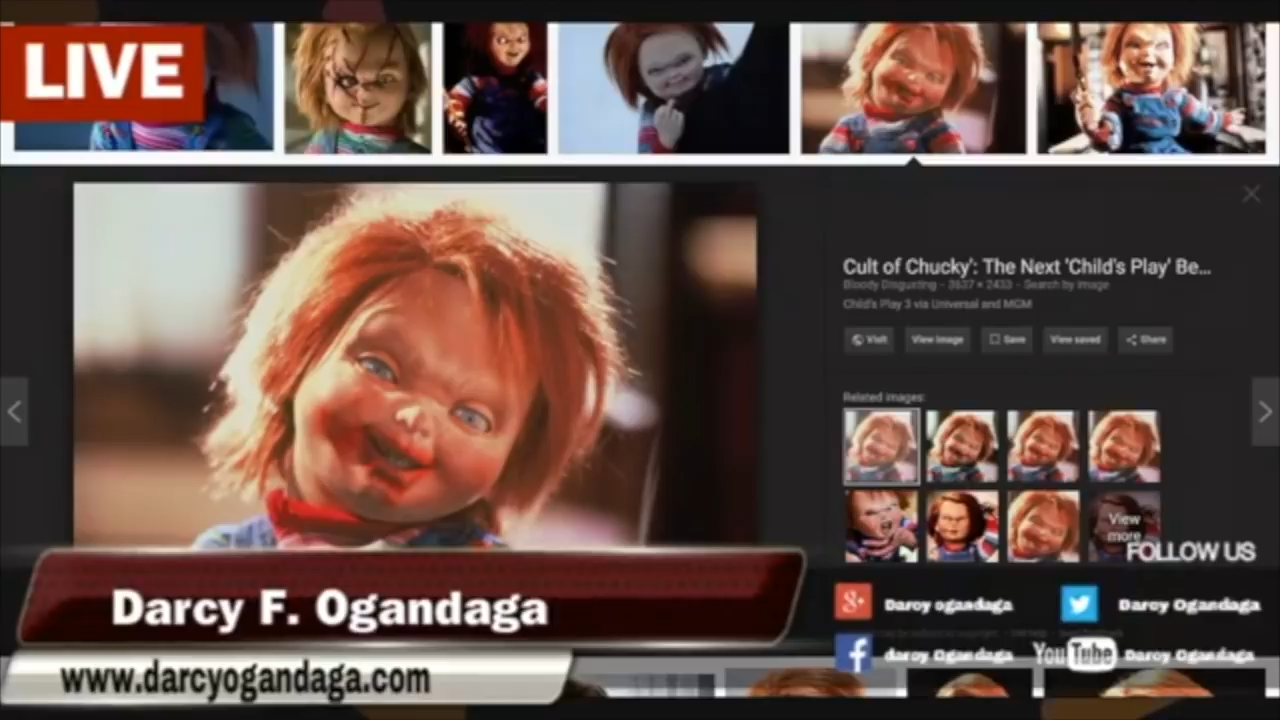 LIVE
Cult of Chucky': The Next 'Child's Play' Be...
Bloody Disgusting - 3637 × 2433 - Search by image
Child's Play 3 via Universal and MGM
Visit
View image
Save
View saved
Share
Related images:
View
more
FOLLOW US
Darcy F. Ogandaga
www.darcyogandaga.com
g+ Darcy ogandaga
Darcy Ogandaga
f darcy Ogandaga
YouTube Darcy Ogandaga